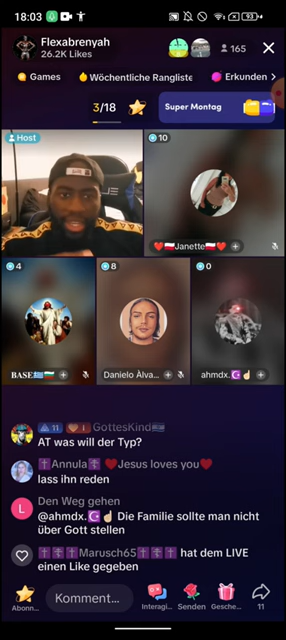 18:03
Flexabrenyah
26.2K Likes
165
Games
Wöchentliche Rangliste
Erkunden
3/18
Super Montag
Host
10
❤️🇵🇱Janette🇵🇱❤️
4
8
0
BASE🇬🇷🇧🇬
Danielo Àlva...
ahmdx.☪️☝🏻
11 1 GottesKind🇮🇱
AT was will der Typ?
✝️Annula☦️ ❤️Jesus loves you❤️
lass ihn reden
L
Den Weg gehen
@ahmdx.☪️☝🏻 Die Familie sollte man nicht
über Gott stellen
✝️☦️✝️Marusch65✝️☦️✝️✝️ hat dem LIVE
einen Like gegeben
Abonn...
Kommen...
Interagi...
Senden
Gesche...
11